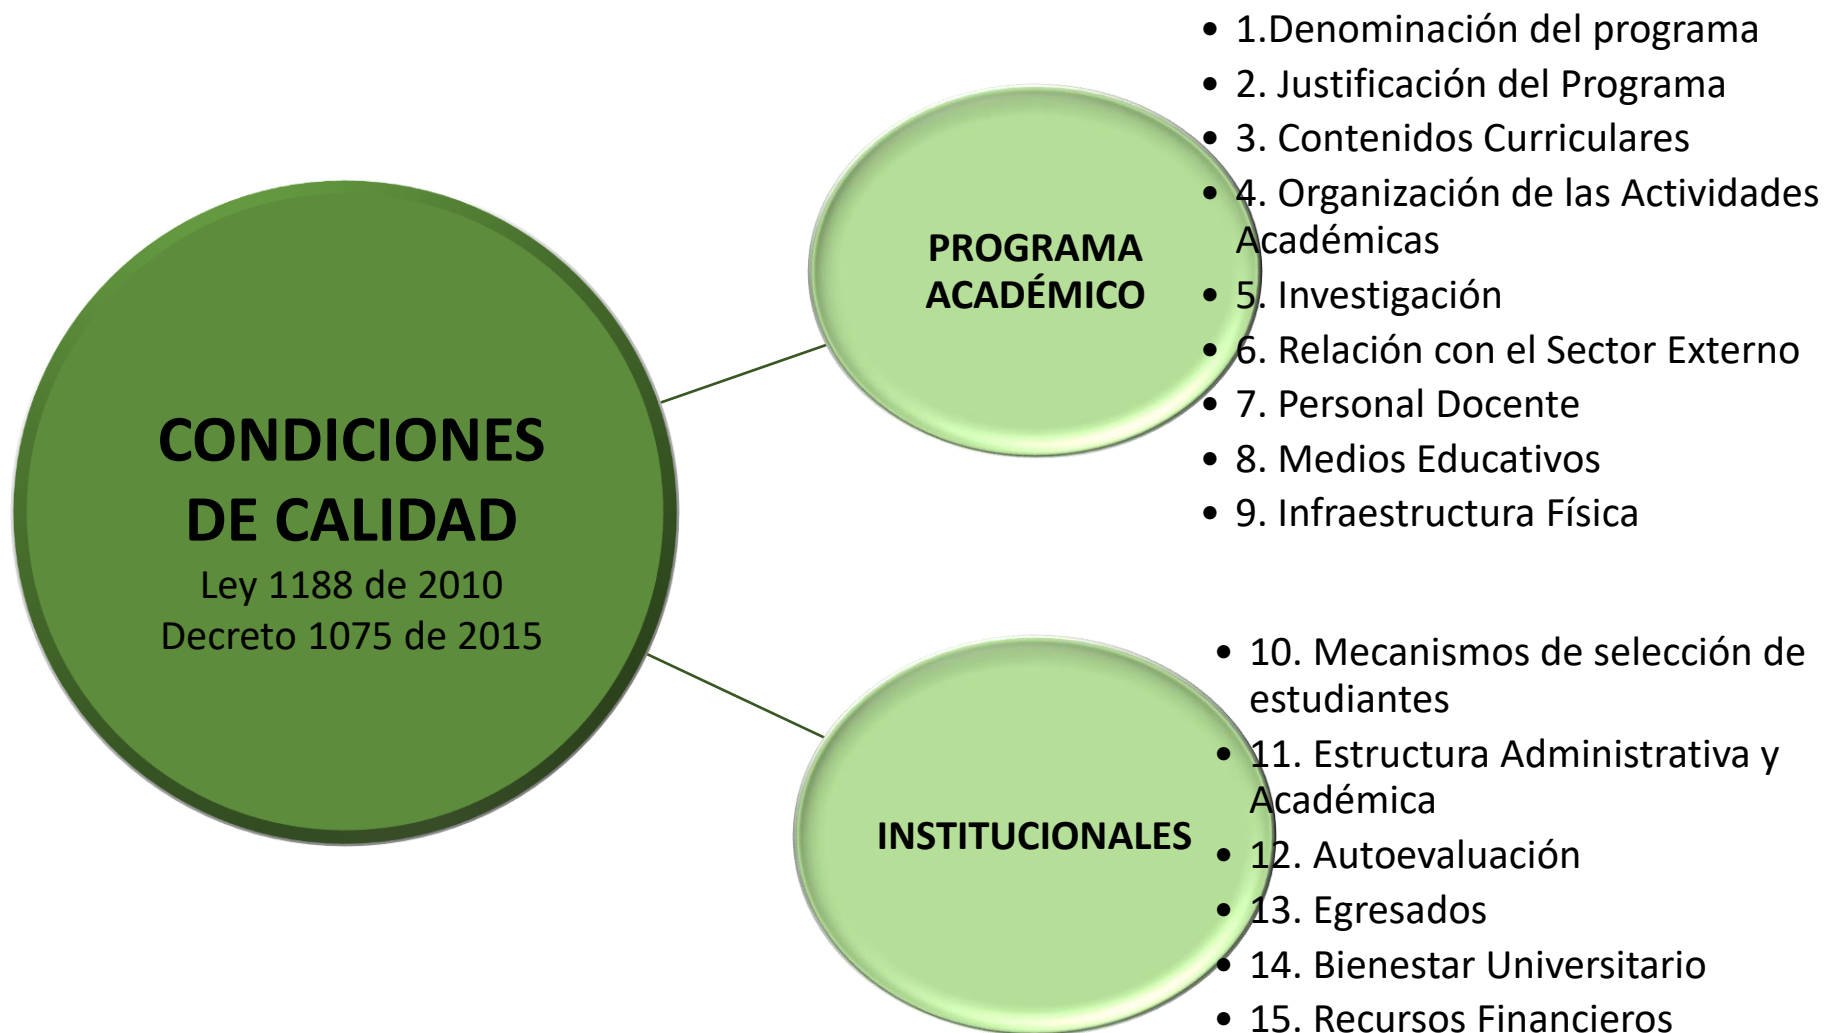 CONDICIONES
DE CALIDAD
Ley 1188 de 2010
Decreto 1075 de 2015
PROGRAMA
ACADÉMICO
• 1.Denominación del programa
• 2. Justificación del Programa
• 3. Contenidos Curriculares
• 4. Organización de las Actividades
Académicas
• 5. Investigación
• 6. Relación con el Sector Externo
• 7. Personal Docente
• 8. Medios Educativos
• 9. Infraestructura Física
INSTITUCIONALES
• 10. Mecanismos de selección de
estudiantes
• 11. Estructura Administrativa y
Académica
• 12. Autoevaluación
• 13. Egresados
• 14. Bienestar Universitario
• 15. Recursos Financieros